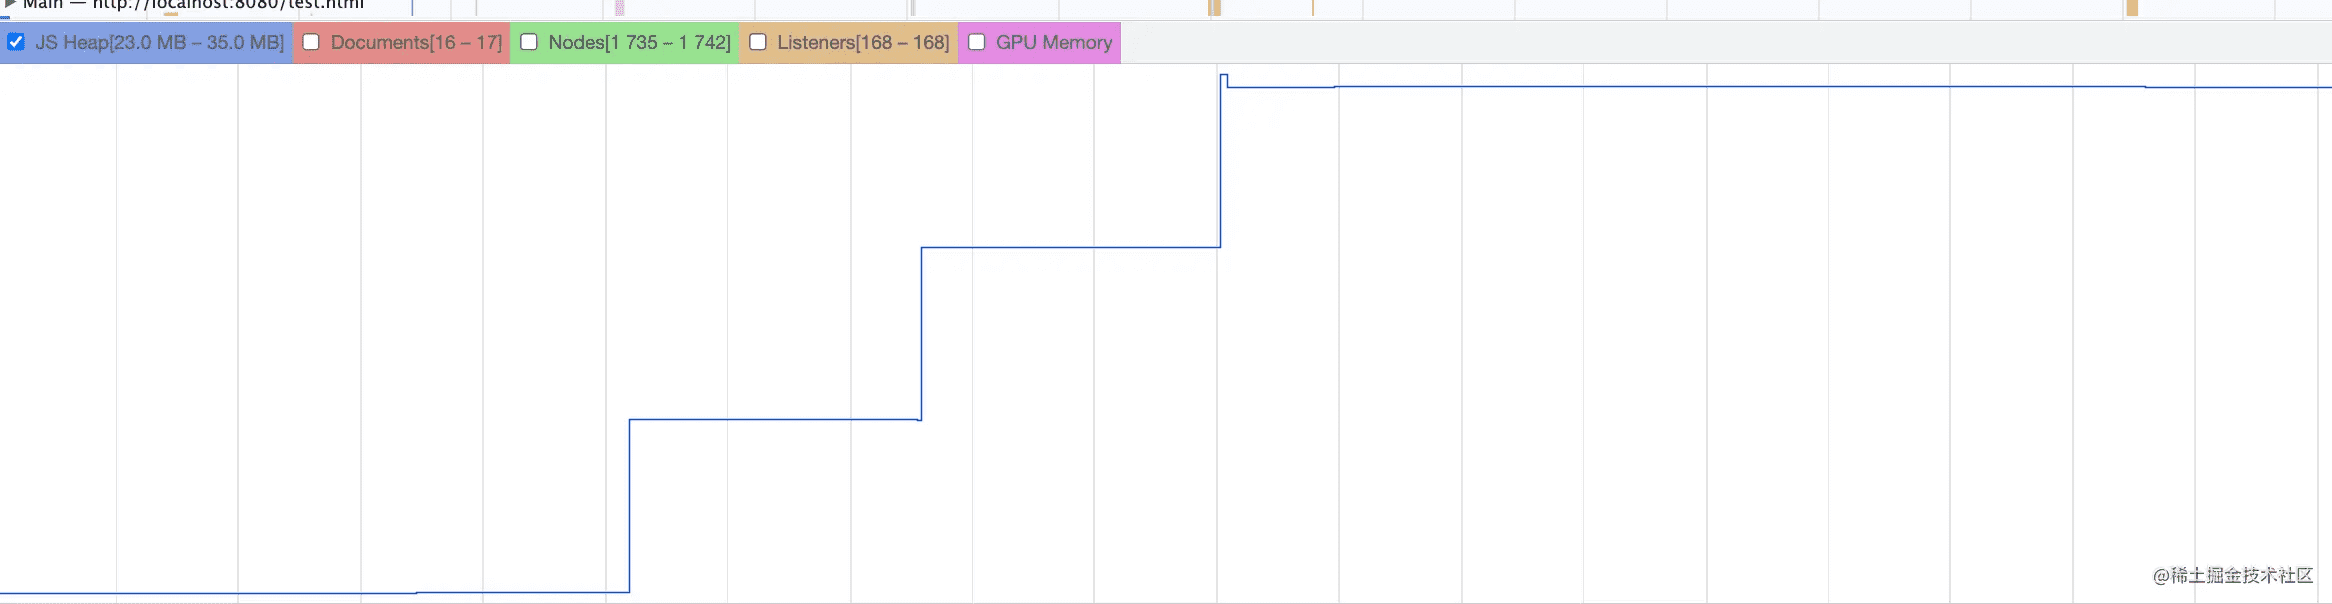 ▶ Main — http://localhost:8080/test.html
JS Heap[23.0 MB – 35.0 MB] Documents[16 – 17] Nodes[1 735 – 1 742] Listeners[168 – 168] GPU Memory
@稀土掘金技术社区